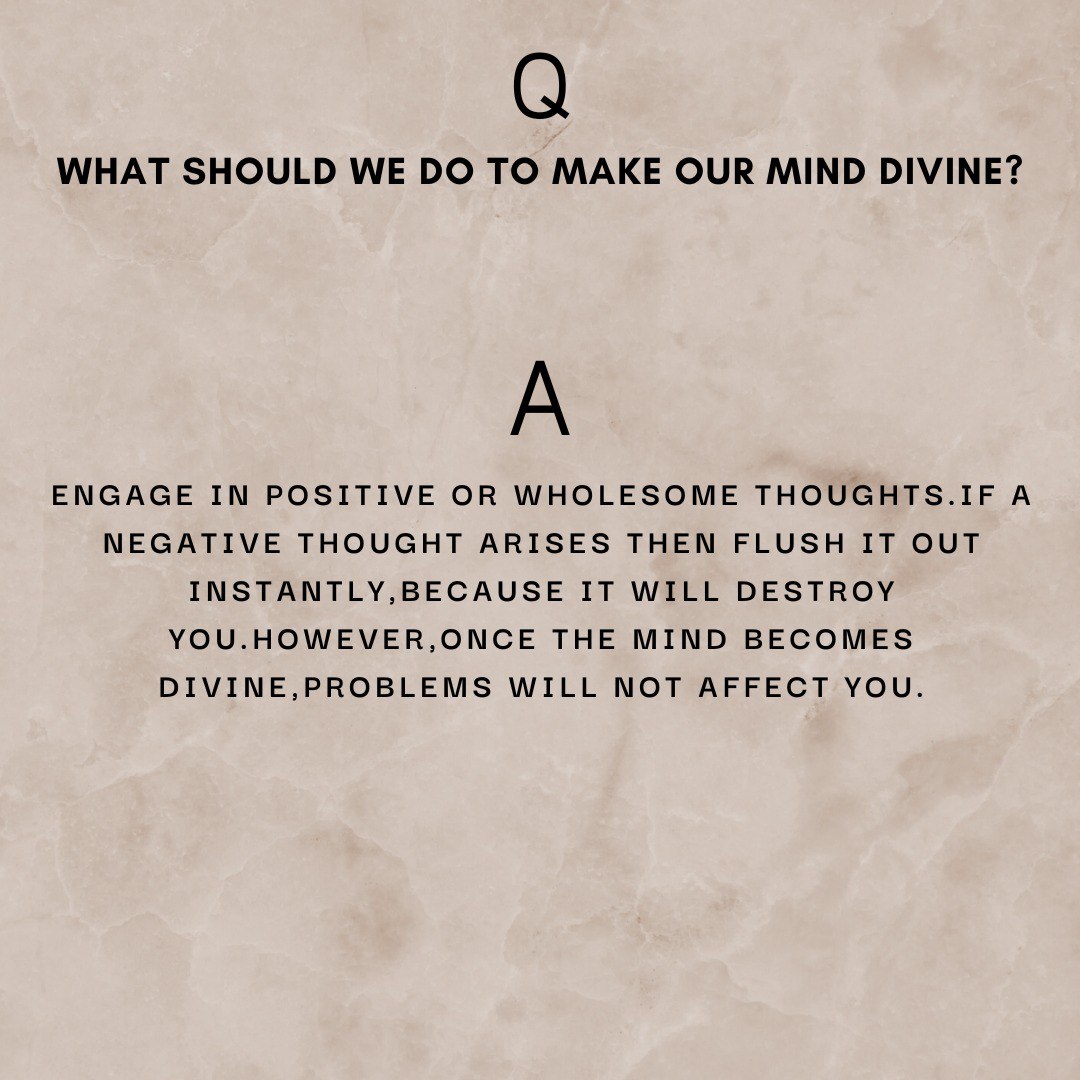 Q
WHAT SHOULD WE DO TO MAKE OUR MIND DIVINE?
A
ENGAGE IN POSITIVE OR WHOLESOME THOUGHTS.IF A
NEGATIVE THOUGHT ARISES THEN FLUSH IT OUT
INSTANTLY,BECAUSE IT WILL DESTROY
YOU.HOWEVER,ONCE THE MIND BECOMES
DIVINE,PROBLEMS WILL NOT AFFECT YOU.